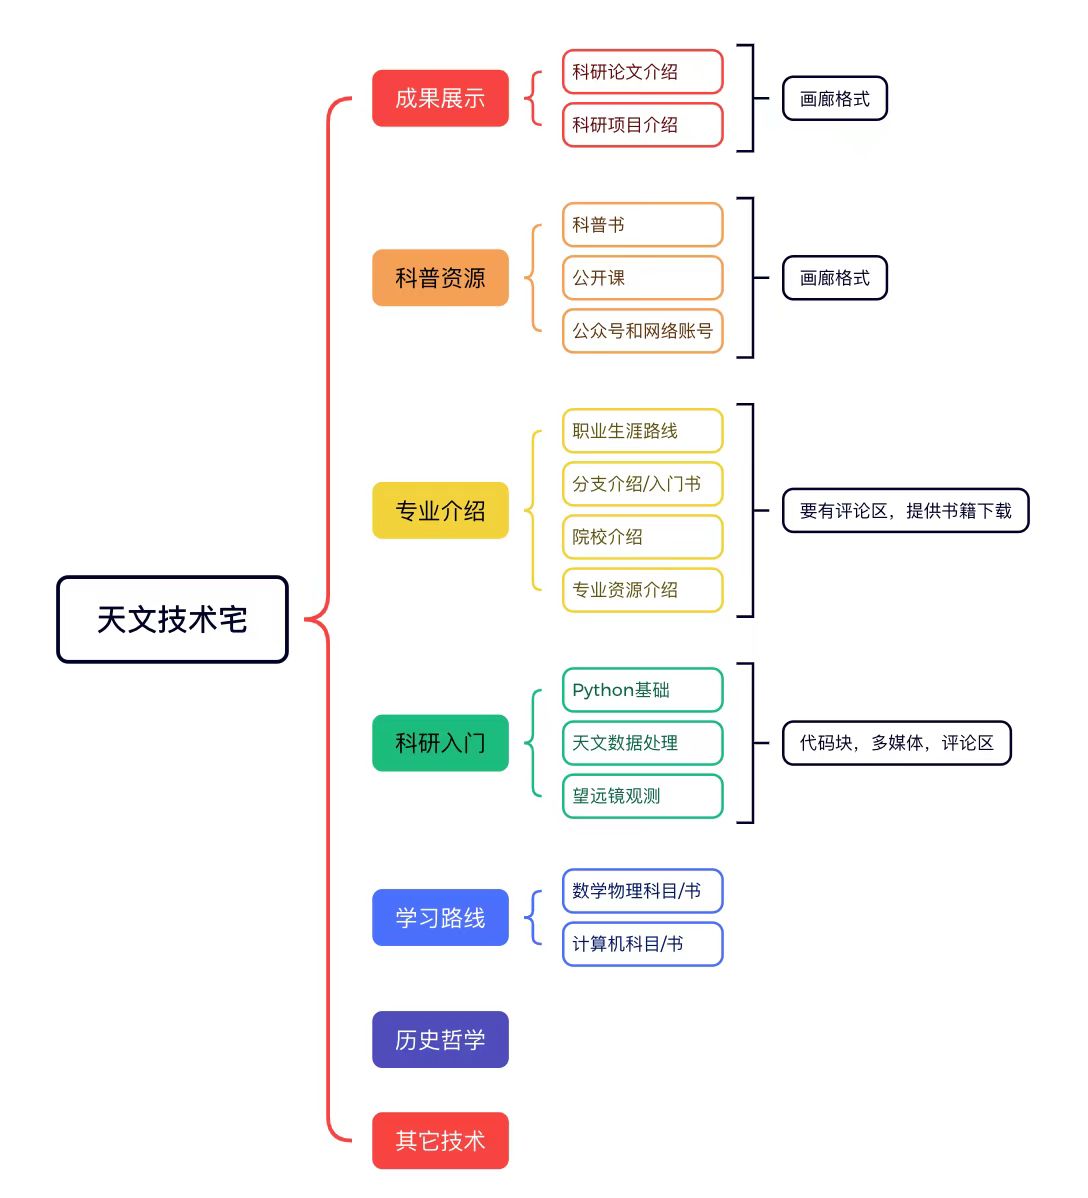 天文技术宅
成果展示
科研论文介绍
科研项目介绍
画廊格式
科普资源
科普书
公开课
公众号和网络账号
画廊格式
专业介绍
职业生涯路线
分支介绍/入门书
院校介绍
专业资源介绍
要有评论区，提供书籍下载
科研入门
Python基础
天文数据处理
望远镜观测
代码块，多媒体，评论区
学习路线
数学物理科目/书
计算机科目/书
历史哲学
其它技术